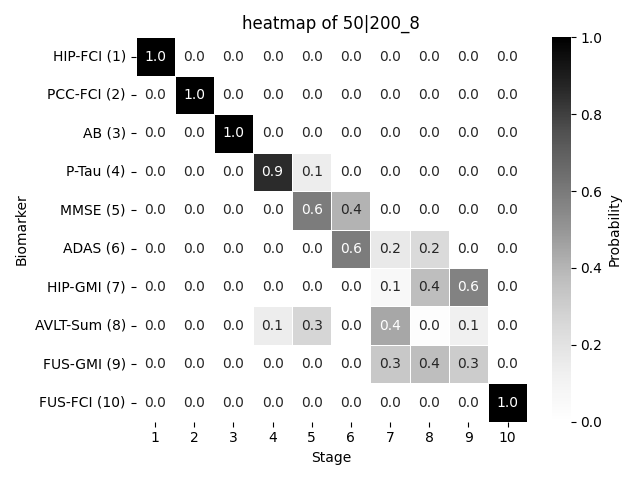 heatmap of 50|200_8
HIP-FCI (1) 1.0 0.0 0.0 0.0 0.0 0.0 0.0 0.0 0.0 0.0
PCC-FCI (2) 0.0 1.0 0.0 0.0 0.0 0.0 0.0 0.0 0.0 0.0
AB (3) 0.0 0.0 1.0 0.0 0.0 0.0 0.0 0.0 0.0 0.0
P-Tau (4) 0.0 0.0 0.0 0.9 0.1 0.0 0.0 0.0 0.0 0.0
MMSE (5) 0.0 0.0 0.0 0.0 0.6 0.4 0.0 0.0 0.0 0.0
ADAS (6) 0.0 0.0 0.0 0.0 0.0 0.6 0.2 0.2 0.0 0.0
HIP-GMI (7) 0.0 0.0 0.0 0.0 0.0 0.0 0.1 0.4 0.6 0.0
AVLT-Sum (8) 0.0 0.0 0.0 0.1 0.3 0.0 0.4 0.0 0.1 0.0
FUS-GMI (9) 0.0 0.0 0.0 0.0 0.0 0.0 0.3 0.4 0.3 0.0
FUS-FCI (10) 0.0 0.0 0.0 0.0 0.0 0.0 0.0 0.0 0.0 1.0
1 2 3 4 5 6 7 8 9 10
Stage
Biomarker
1.0
0.8
0.6
0.4
0.2
0.0
Probability